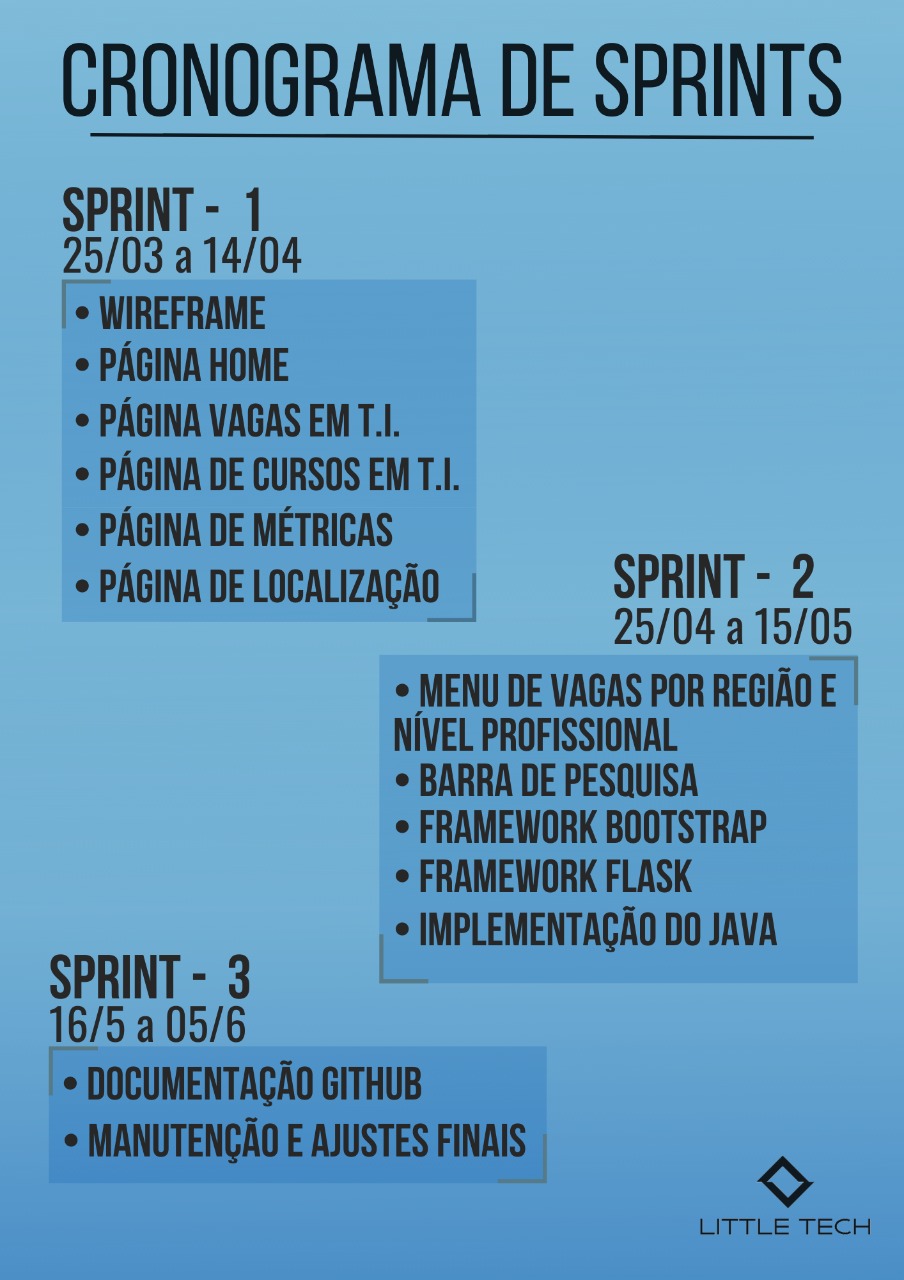 CRONOGRAMA DE SPRINTS
SPRINT - 1
25/03 a 14/04
• WIREFRAME
• PÁGINA HOME
• PÁGINA VAGAS EM T.I.
• PÁGINA DE CURSOS EM T.I.
• PÁGINA DE MÉTRICAS
• PÁGINA DE LOCALIZAÇÃO
SPRINT - 2
25/04 a 15/05
• MENU DE VAGAS POR REGIÃO E
NÍVEL PROFISSIONAL
• BARRA DE PESQUISA
• FRAMEWORK BOOTSTRAP
• FRAMEWORK FLASK
• IMPLEMENTAÇÃO DO JAVA
SPRINT - 3
16/5 a 05/6
• DOCUMENTAÇÃO GITHUB
• MANUTENÇÃO E AJUSTES FINAIS
LITTLE TECH